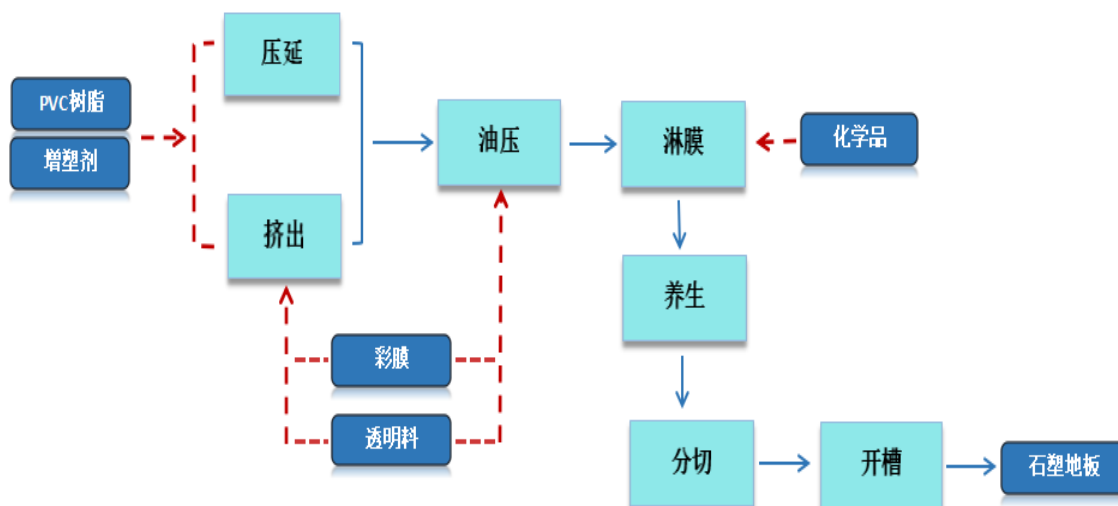 压延
PVC树脂
增塑剂
油压
淋膜
化学品
挤出
养生
彩膜
透明料
分切
开槽
石塑地板